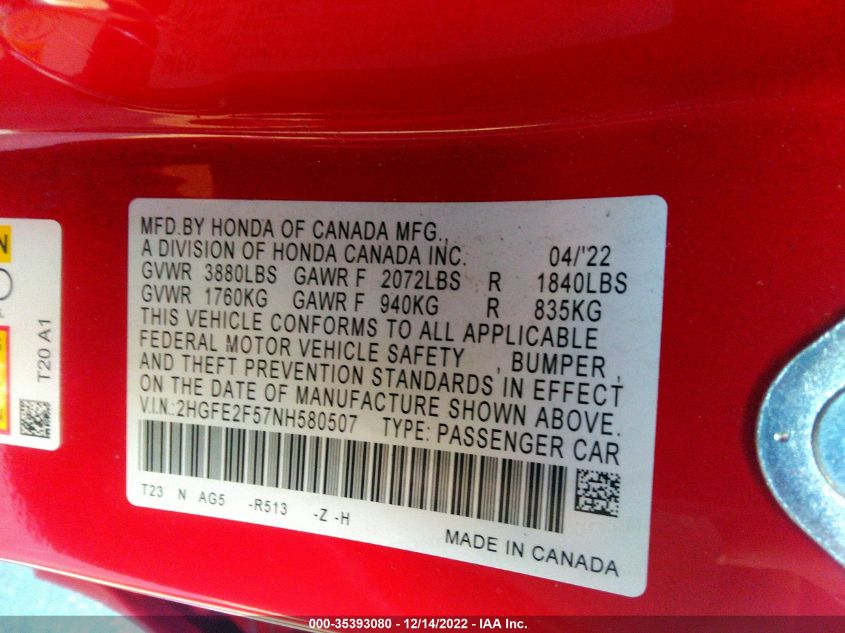 MFD.BY HONDA OF CANADA MFG.,
A DIVISION OF HONDA CANADA INC. 04/'22
GVWR 3880LBS GAWR F 2072LBS R 1840LBS
GVWR 1760KG GAWR F 940KG R 835KG
THIS VEHICLE CONFORMS TO ALL APPLICABLE
FEDERAL MOTOR VEHICLE SAFETY , BUMPER ,
AND THEFT PREVENTION STANDARDS IN EFFECT
ON THE DATE OF MANUFACTURE SHOWN ABOVE.
V.I.N.:2HGFE2F57NH580507 TYPE: PASSENGER CAR
T23 N AG5 -R513 -Z -H
MADE IN CANADA
T20 A1
000-35393080 - 12/14/2022 - IAA Inc.